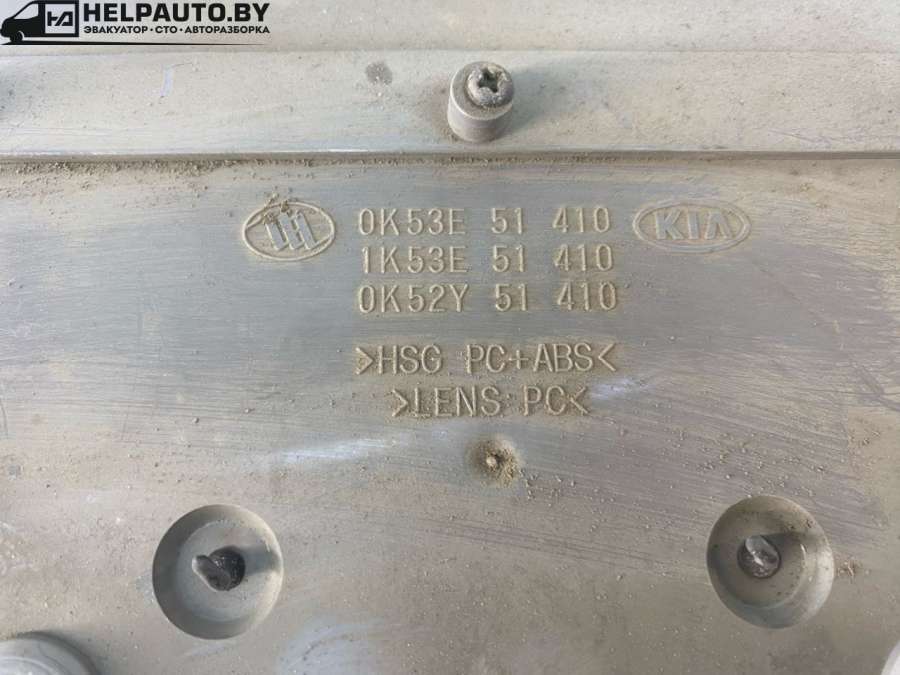 HELPAUTO.BY
ЭВАКУАТОР•СТО•АВТОРАЗБОРКА
0K53E 51 410
KIA
1K53E 51 410
0K52Y 51 410
>HSG PC+ABS<
>LENS PC<